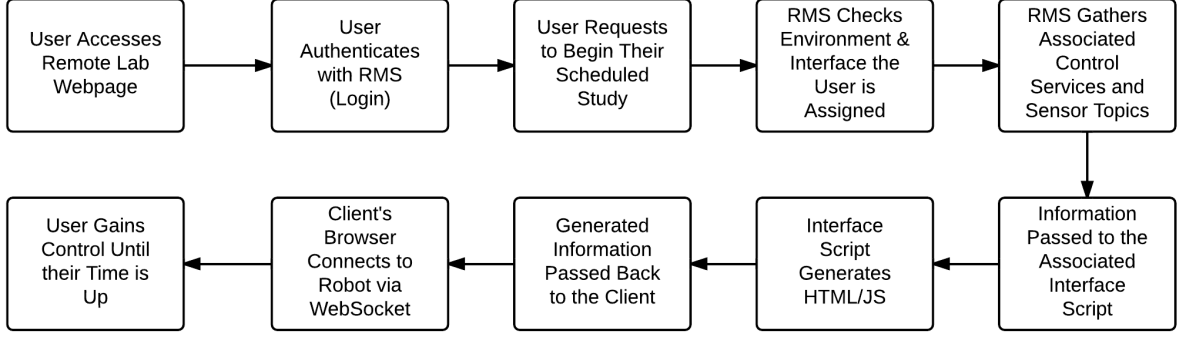 User Accesses
Remote Lab
Webpage
User
Authenticates
with RMS
(Login)
User Requests
to Begin Their
Scheduled
Study
RMS Checks
Environment &
Interface the
User is
Assigned
RMS Gathers
Associated
Control
Services and
Sensor Topics
Information
Passed to the
Associated
Interface
Script
Interface
Script
Generates
HTML/JS
Generated
Information
Passed Back
to the Client
Client's
Browser
Connects to
Robot via
WebSocket
User Gains
Control Until
their Time is
Up